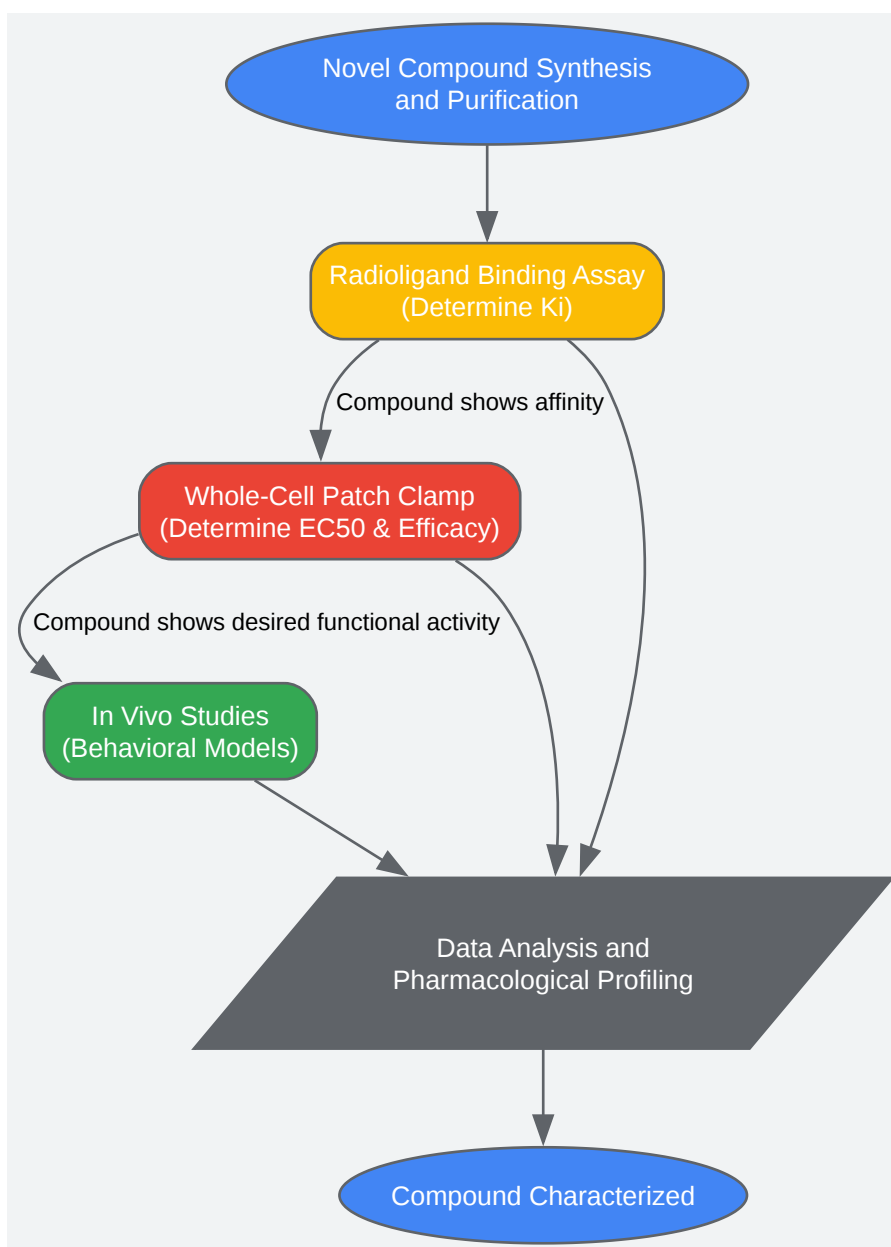 Novel Compound Synthesis
and Purification
Radioligand Binding Assay
(Determine Ki)
Compound shows affinity
Whole-Cell Patch Clamp
(Determine EC50 & Efficacy)
Compound shows desired functional activity
In Vivo Studies
(Behavioral Models)
Data Analysis and
Pharmacological Profiling
Compound Characterized